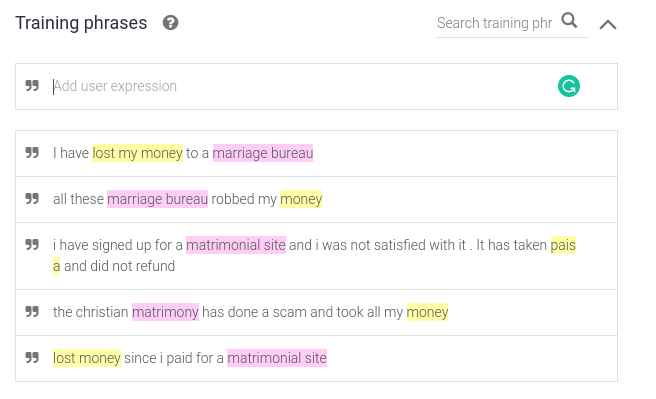 Training phrases
Search training phr
Add user expression
I have lost my money to a marriage bureau
all these marriage bureau robbed my money
i have signed up for a matrimonial site and i was not satisfied with it . It has taken pais
a and did not refund
the christian matrimony has done a scam and took all my money
lost money since i paid for a matrimonial site